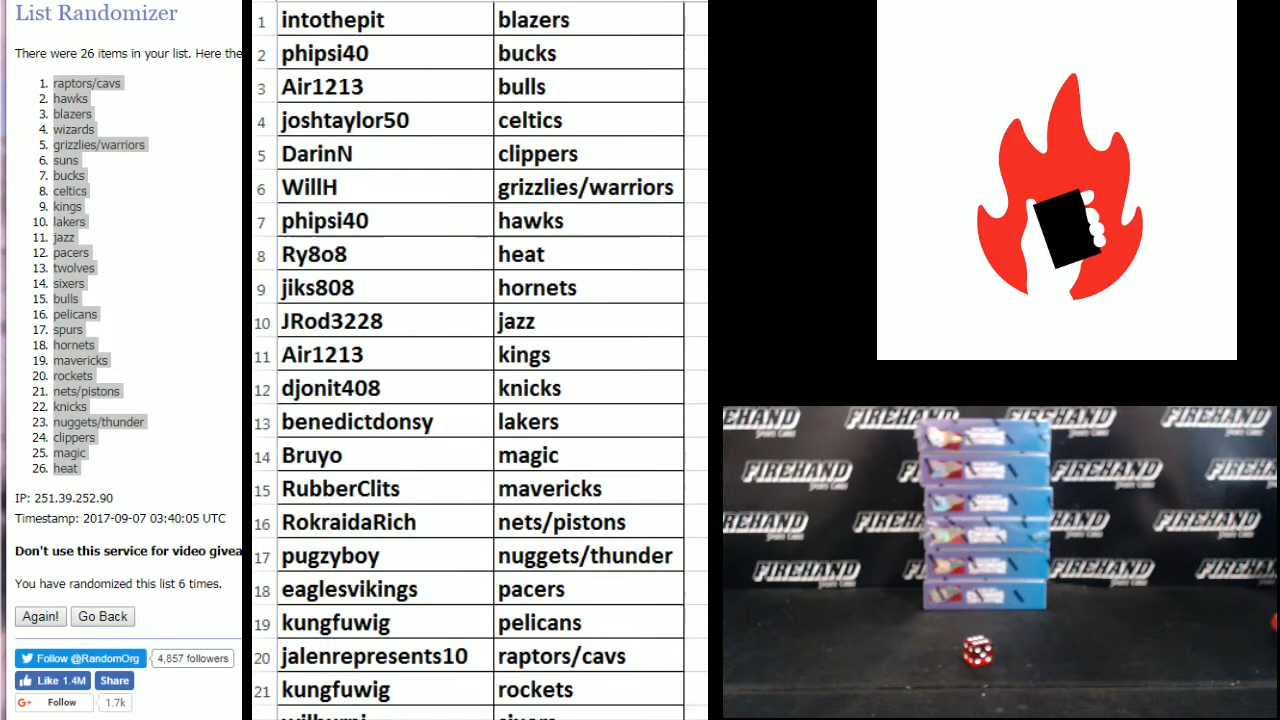 List Randomizer
There were 26 items in your list. Here the
1. raptors/cavs
2. hawks
3. blazers
4. wizards
5. grizzlies/warriors
6. suns
7. bucks
8. celtics
9. kings
10. lakers
11. jazz
12. pacers
13. twolves
14. sixers
15. bulls
16. pelicans
17. spurs
18. hornets
19. mavericks
20. rockets
21. nets/pistons
22. knicks
23. nuggets/thunder
24. clippers
25. magic
26. heat
IP: 251.39.252.90
Timestamp: 2017-09-07 03:40:05 UTC
Don't use this service for video givea
You have randomized this list 6 times.
Again! Go Back
Follow @RandomOrg 4,857 followers
Like 1.4M Share
G+ Follow 1.7k
1 intothepit blazers
2 phipsi40 bucks
3 Air1213 bulls
4 joshtaylor50 celtics
5 DarinN clippers
6 WillH grizzlies/warriors
7 phipsi40 hawks
8 Ry8o8 heat
9 jiks808 hornets
10 JRod3228 jazz
11 Air1213 kings
12 djonit408 knicks
13 benedictdonsy lakers
14 Bruyo magic
15 RubberClits mavericks
16 RokraidaRich nets/pistons
17 pugzyboy nuggets/thunder
18 eaglesvikings pacers
19 kungfuwig pelicans
20 jalenrepresents10 raptors/cavs
21 kungfuwig rockets
FIREHAND
FIREHAND
FIREHAND
FIREHAND
FIREHAND
FIREHAND
FIREHAND
FIREHAND
FIREHAND